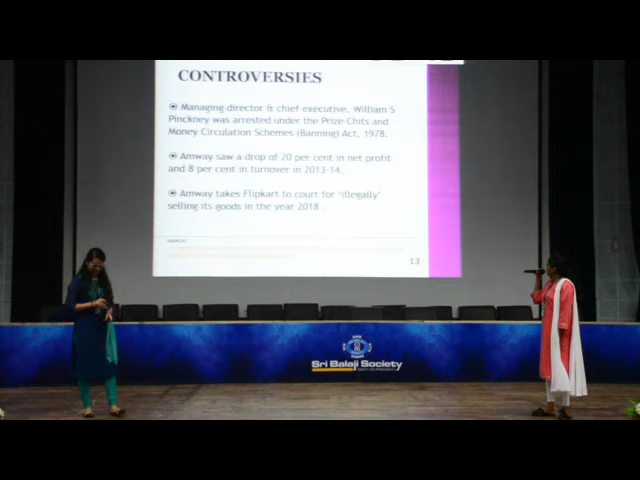 CONTROVERSIES
Managing director & chief executive, William S
Pinckney was arrested under the Prize Chits and
Money Circulation Schemes (Banning) Act, 1978.
Amway saw a drop of 20 per cent in net profit
and 8 per cent in turnover in 2013-14.
Amway takes Flipkart to court for "illegally"
selling its goods in the year 2018 .
13
Sri Balaji Society